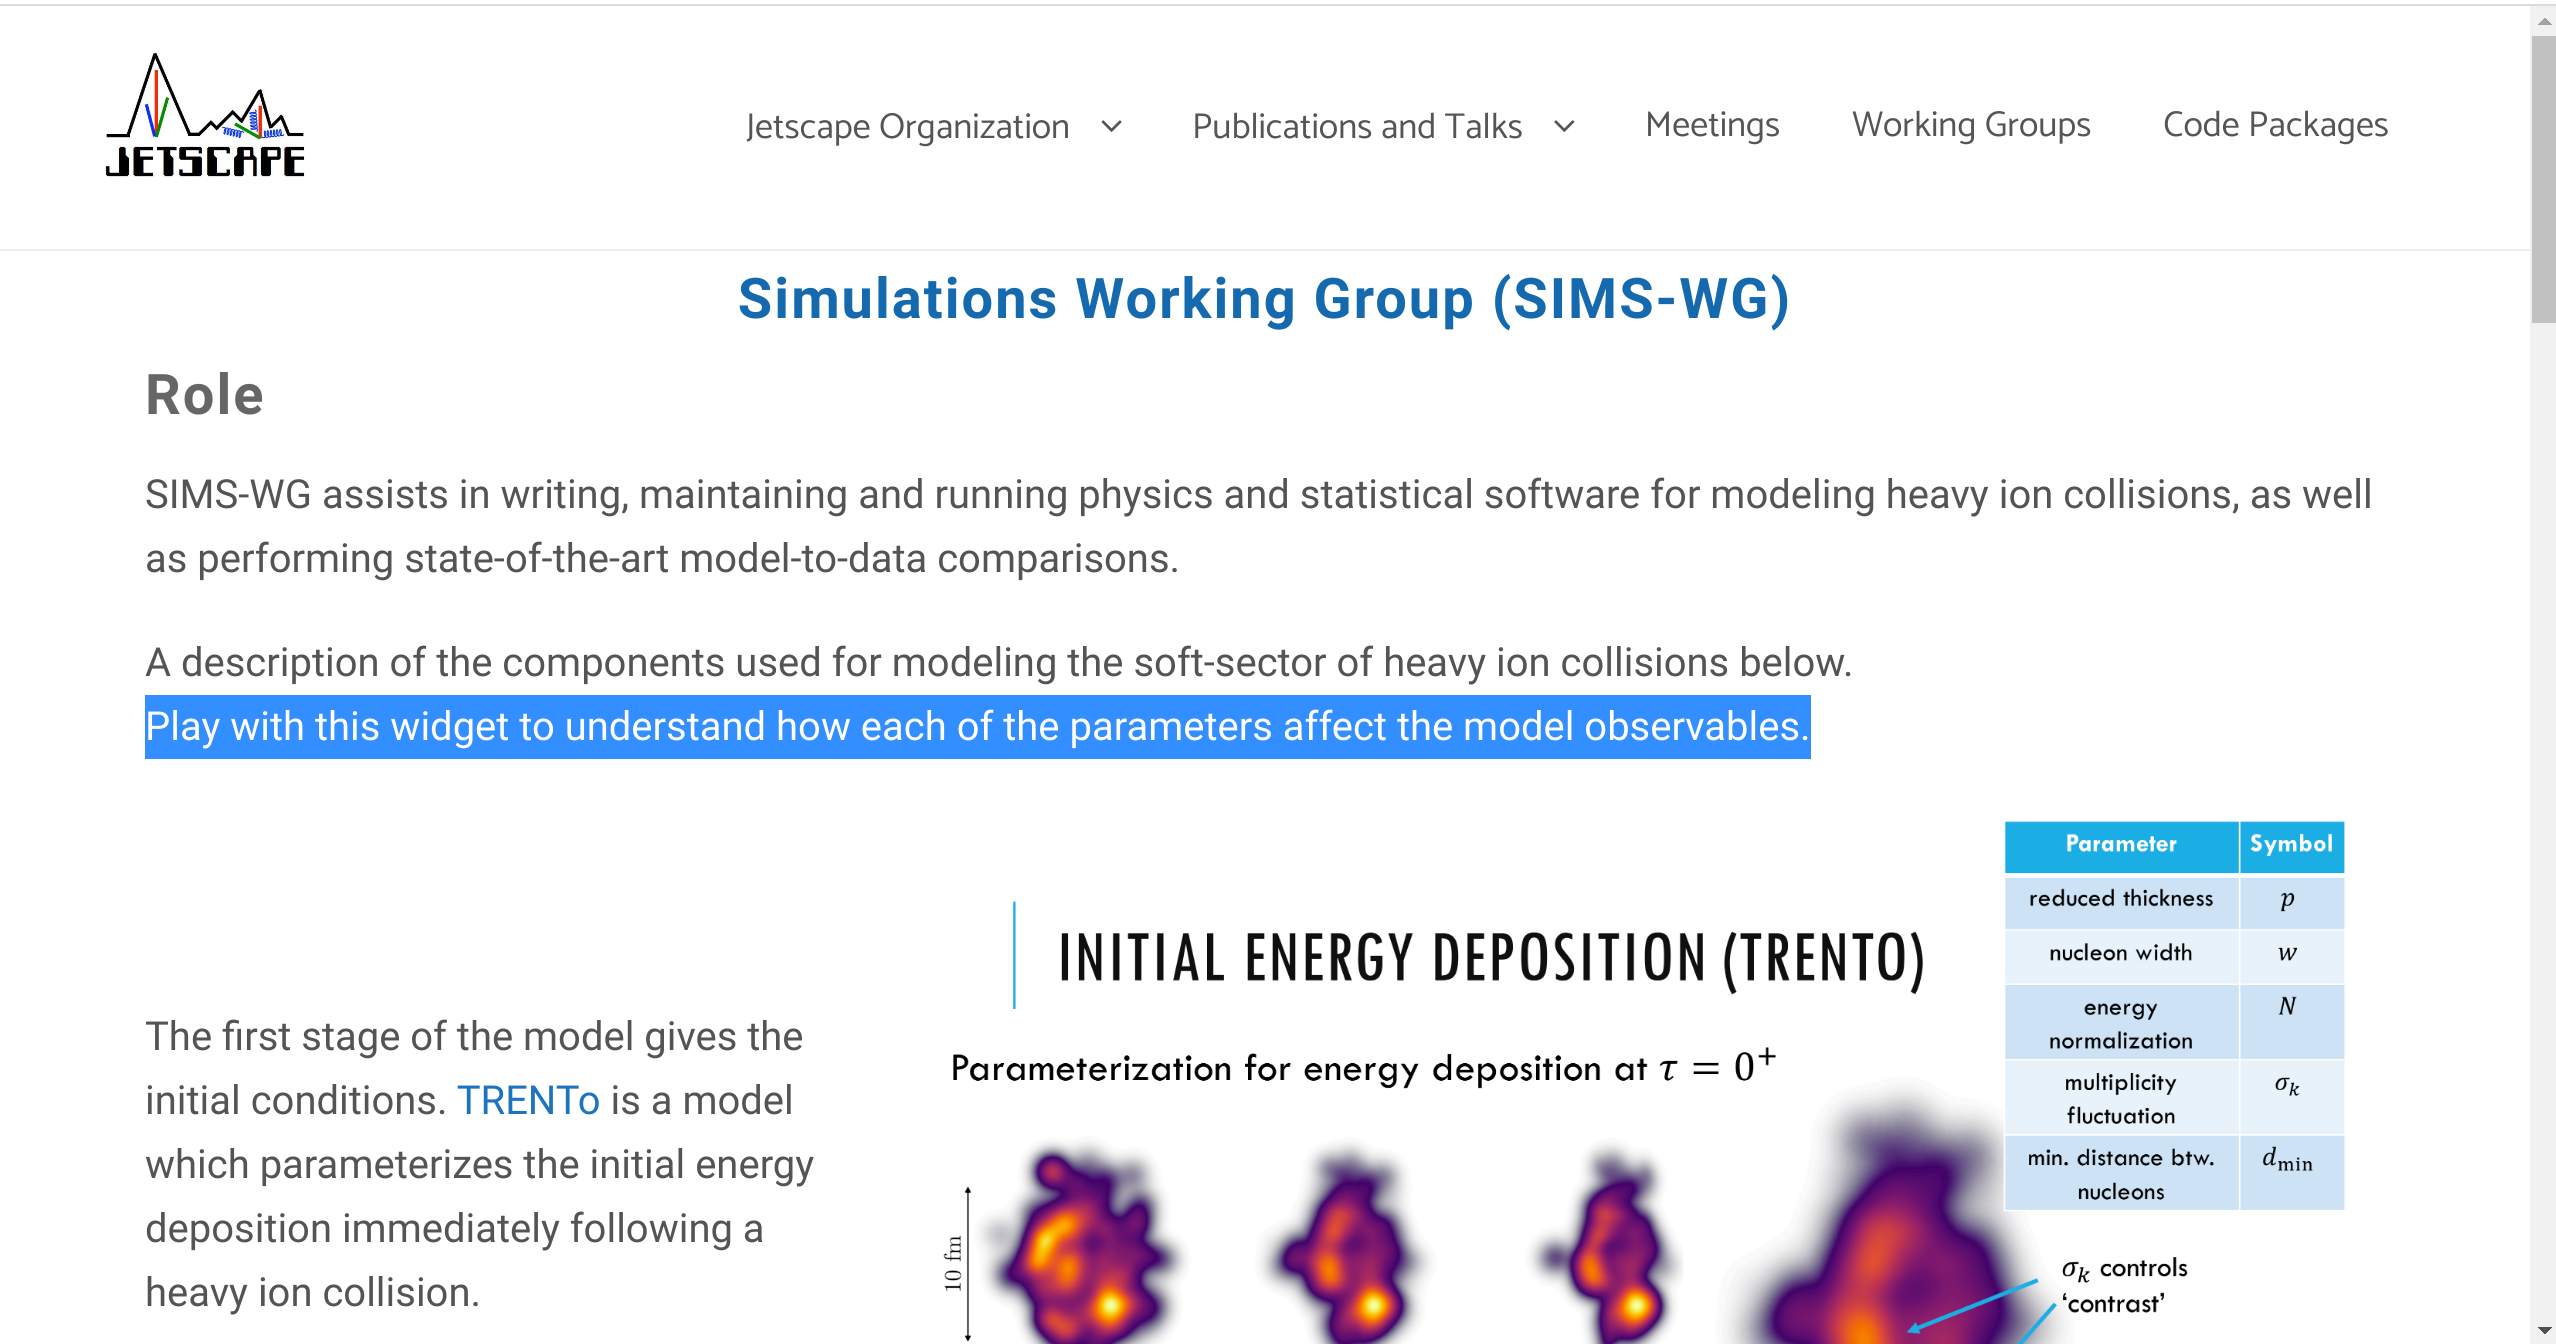 JETSCAPE
Jetscape Organization
Publications and Talks
Meetings
Working Groups
Code Packages
Simulations Working Group (SIMS-WG)
Role
SIMS-WG assists in writing, maintaining and running physics and statistical software for modeling heavy ion collisions, as well
as performing state-of-the-art model-to-data comparisons.
A description of the components used for modeling the soft-sector of heavy ion collisions below.
Play with this widget to understand how each of the parameters affect the model observables.
The first stage of the model gives the
initial conditions. TRENTo is a model
which parameterizes the initial energy
deposition immediately following a
heavy ion collision.
INITIAL ENERGY DEPOSITION (TRENTO)
Parameterization for energy deposition at τ = 0⁺
10 fm
Parameter Symbol
reduced thickness p
nucleon width w
energy N
normalization
multiplicity σₖ
fluctuation
min. distance btw. dmin
nucleons
σₖ controls
‘contrast’